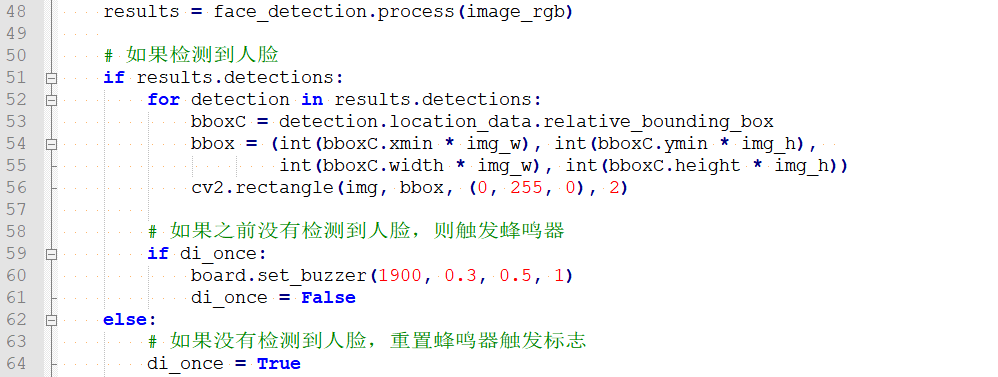 48 results = face_detection.process(image_rgb)
49
50 # 如果检测到人脸
51 if results.detections:
52 for detection in results.detections:
53 bboxC = detection.location_data.relative_bounding_box
54 bbox = (int(bboxC.xmin * img_w), int(bboxC.ymin * img_h),
55 int(bboxC.width * img_w), int(bboxC.height * img_h))
56 cv2.rectangle(img, bbox, (0, 255, 0), 2)
57
58 # 如果之前没有检测到人脸，则触发蜂鸣器
59 if di_once:
60 board.set_buzzer(1900, 0.3, 0.5, 1)
61 di_once = False
62 else:
63 # 如果没有检测到人脸，重置蜂鸣器触发标志
64 di_once = True